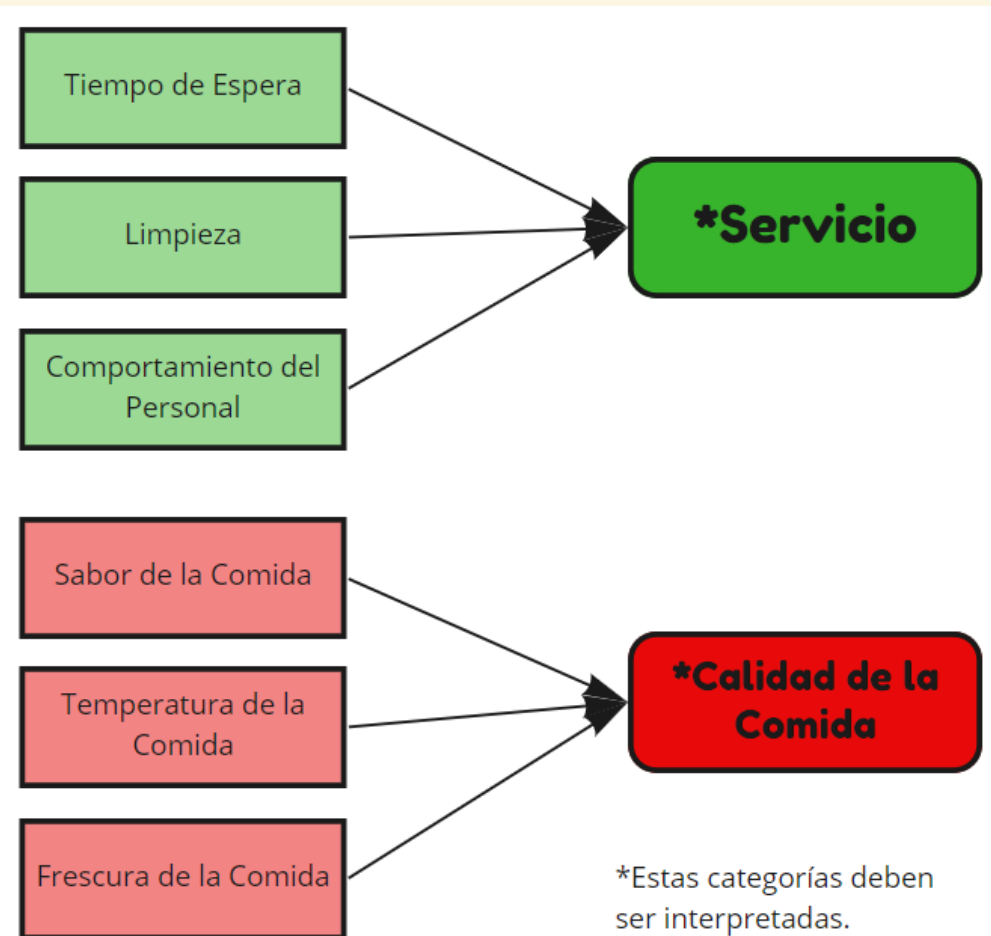 Tiempo de Espera
Limpieza
Comportamiento del
Personal
*Servicio
Sabor de la Comida
Temperatura de la
Comida
Frescura de la Comida
*Calidad de la
Comida
*Estas categorías deben
ser interpretadas.